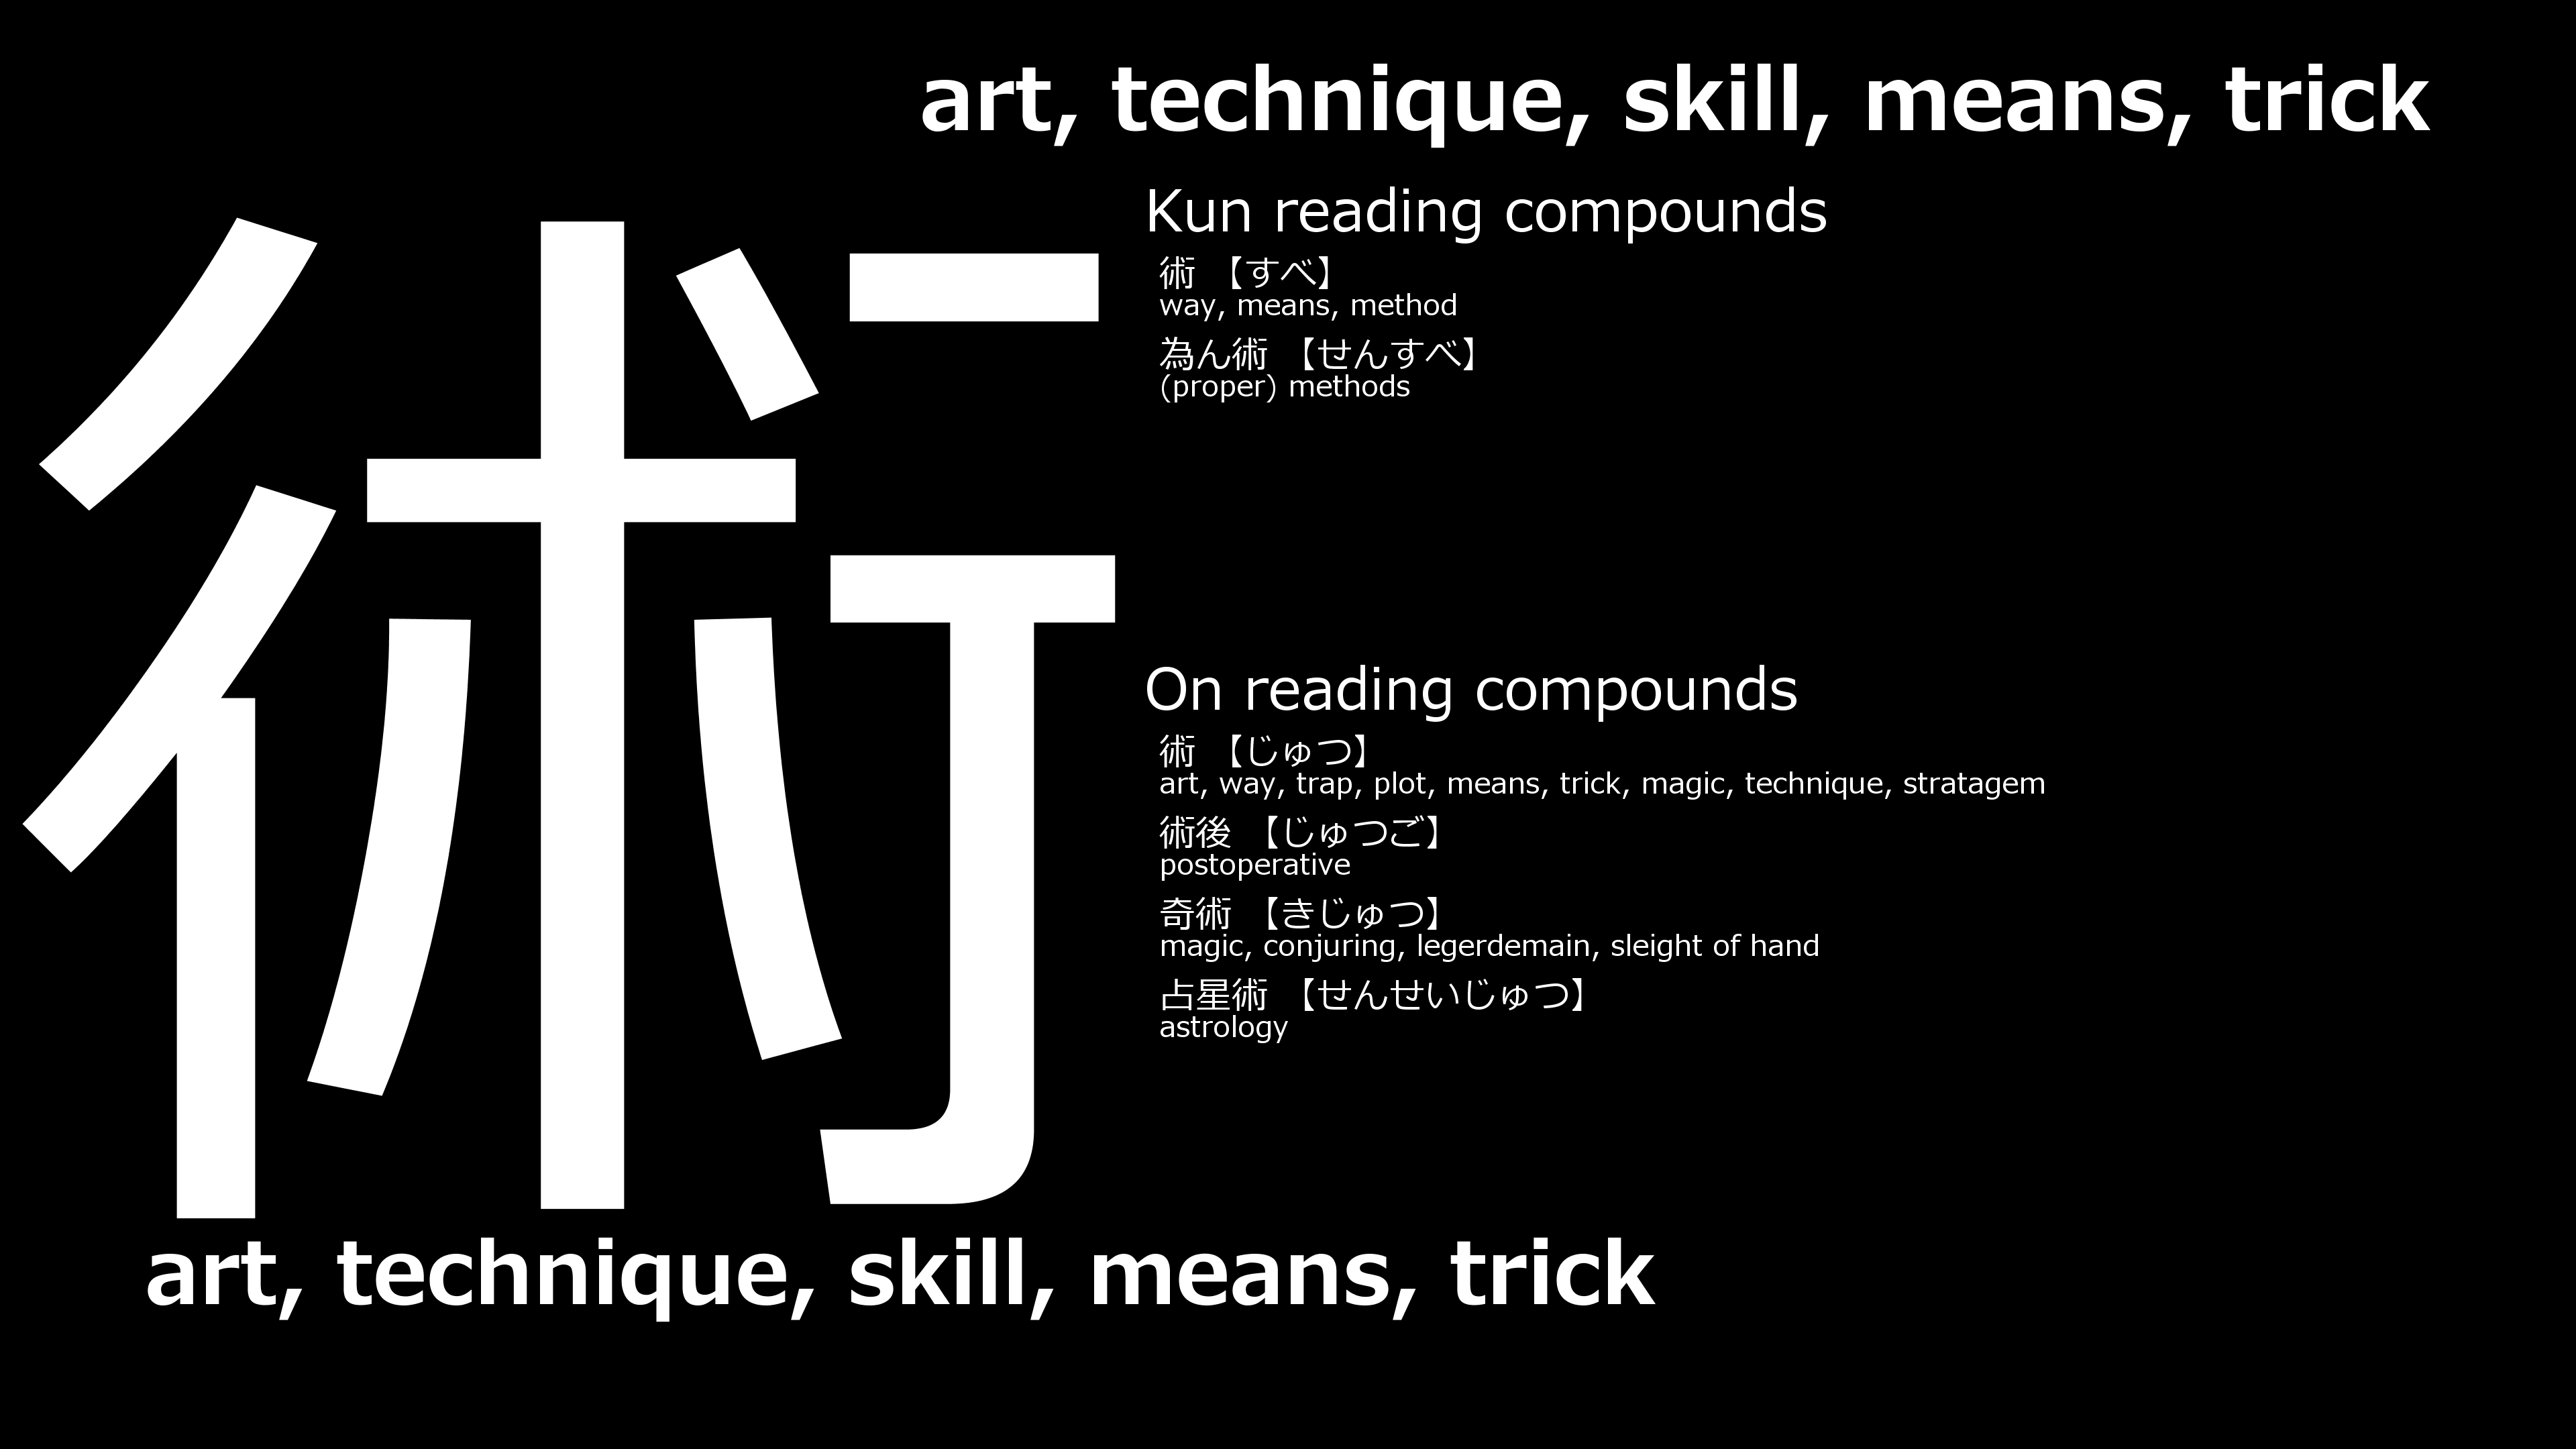 art, technique, skill, means, trick
術
Kun reading compounds
術 【すべ】
way, means, method
為ん術 【せんすべ】
(proper) methods
On reading compounds
術 【じゅつ】
art, way, trap, plot, means, trick, magic, technique, stratagem
術後 【じゅつご】
postoperative
奇術 【きじゅつ】
magic, conjuring, legerdemain, sleight of hand
占星術 【せんせいじゅつ】
astrology
art, technique, skill, means, trick